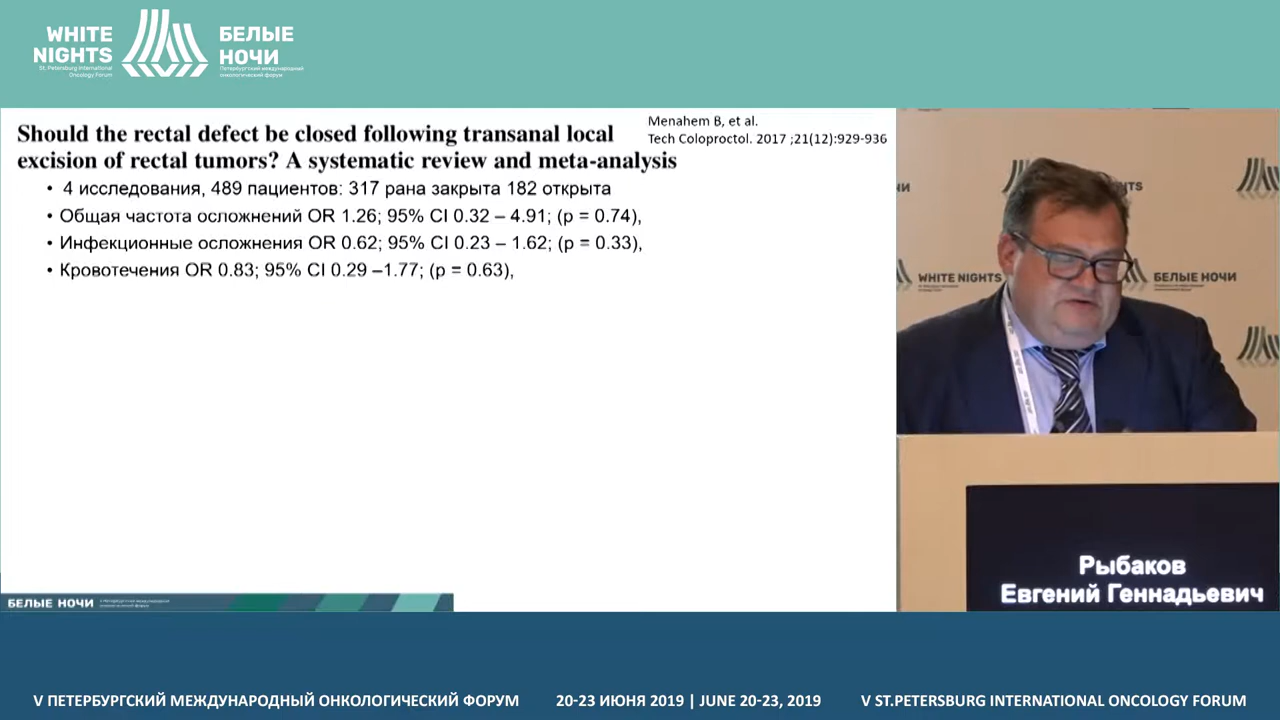 WHITE
NIGHTS
St. Petersburg International
Oncology Forum
БЕЛЫЕ
НОЧИ
Петербургский международный
онкологический форум
Should the rectal defect be closed following transanal local
excision of rectal tumors? A systematic review and meta-analysis
Menahem B, et al.
Tech Coloproctol. 2017 ;21(12):929-936
• 4 исследования, 489 пациентов: 317 рана закрыта 182 открыта
• Общая частота осложнений OR 1.26; 95% CI 0.32 – 4.91; (p = 0.74),
• Инфекционные осложнения OR 0.62; 95% CI 0.23 – 1.62; (p = 0.33),
• Кровотечения OR 0.83; 95% CI 0.29 –1.77; (p = 0.63),
WHITE NIGHTS
БЕЛЫЕ НОЧИ
Рыбаков
Евгений Геннадьевич
БЕЛЫЕ НОЧИ
V ПЕТЕРБУРГСКИЙ МЕЖДУНАРОДНЫЙ ОНКОЛОГИЧЕСКИЙ ФОРУМ
20-23 ИЮНЯ 2019 | JUNE 20-23, 2019
V ST.PETERSBURG INTERNATIONAL ONCOLOGY FORUM